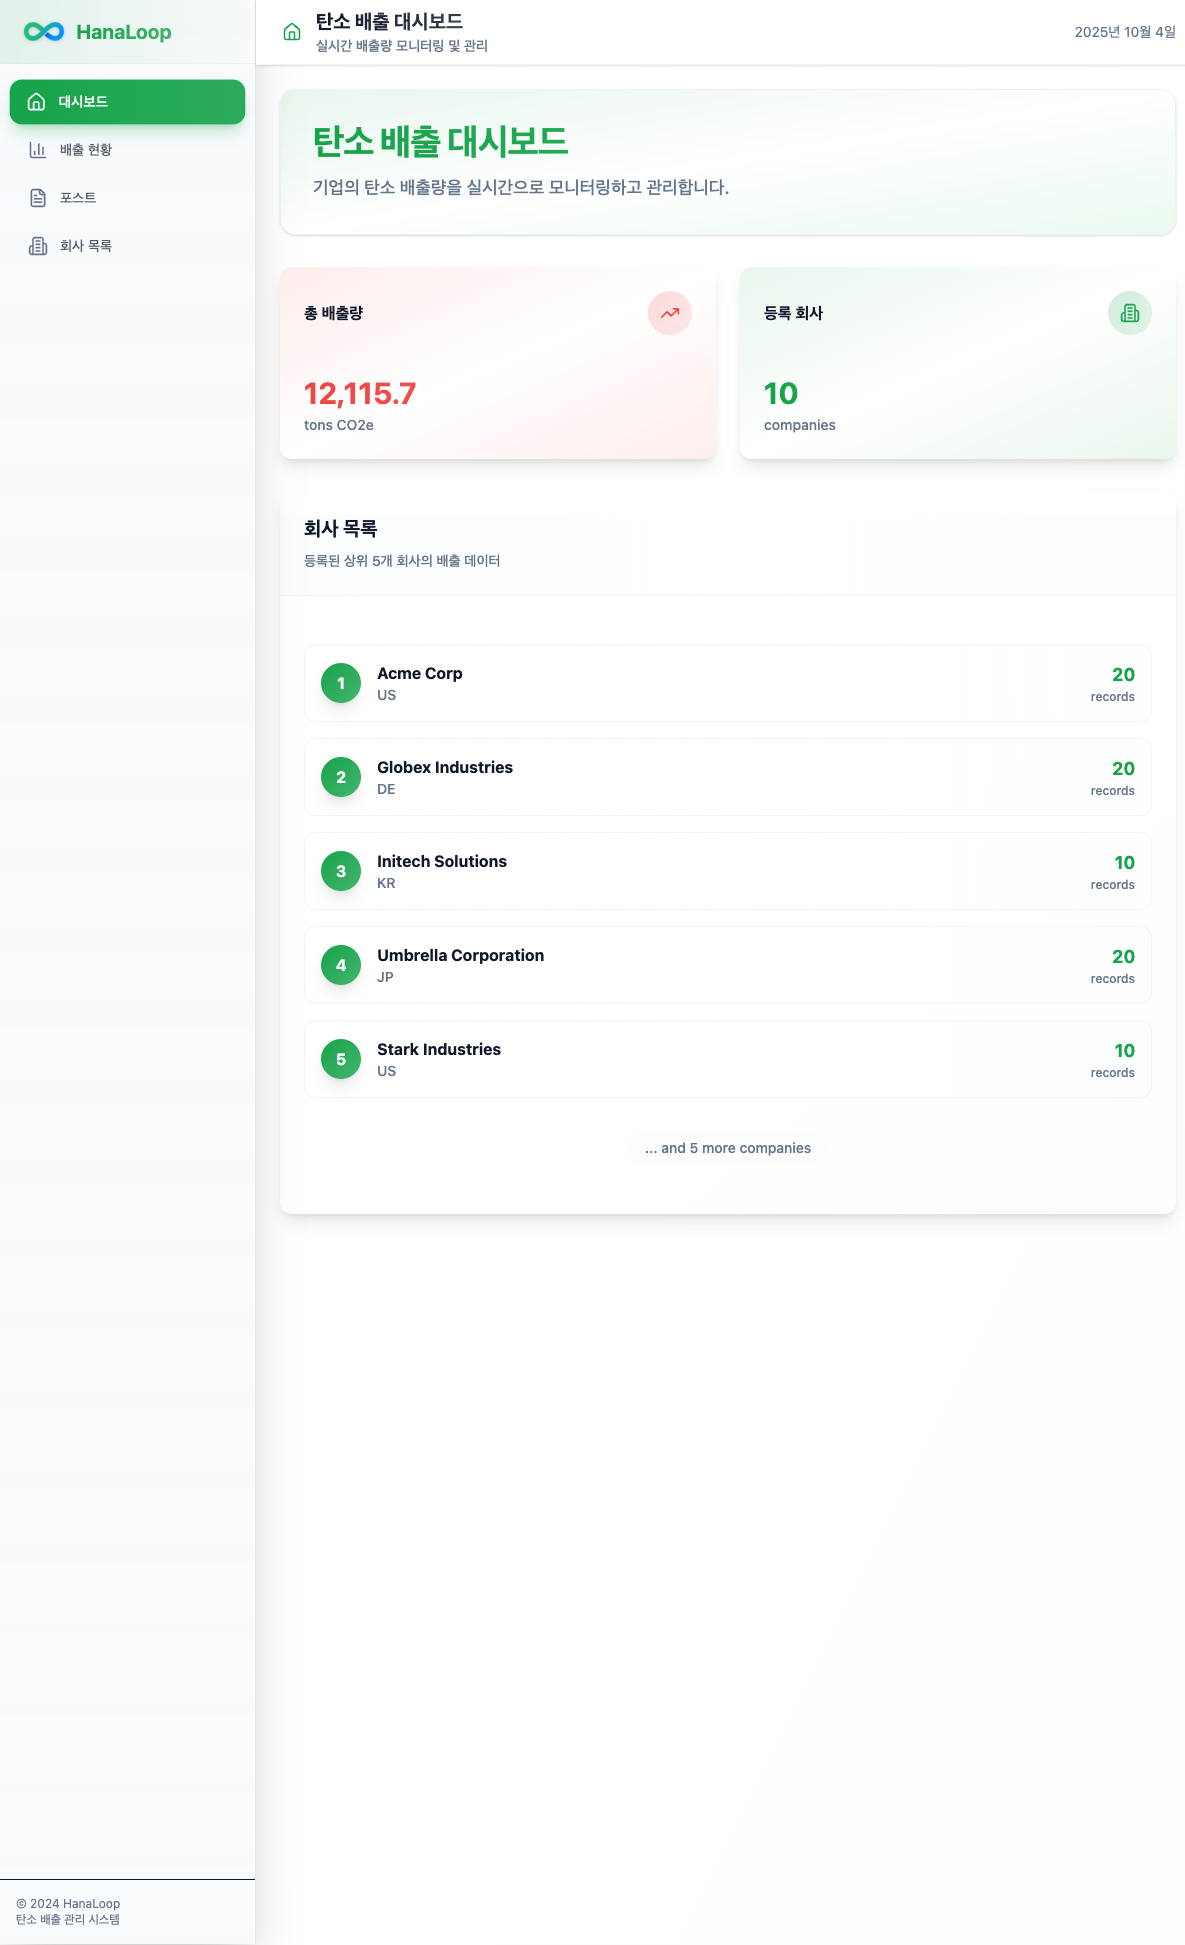 HanaLoop
대시보드
배출 현황
포스트
회사 목록
탄소 배출 대시보드
실시간 배출량 모니터링 및 관리
2025년 10월 4일
탄소 배출 대시보드
기업의 탄소 배출량을 실시간으로 모니터링하고 관리합니다.
총 배출량
12,115.7
tons CO2e
등록 회사
10
companies
회사 목록
등록된 상위 5개 회사의 배출 데이터
1
Acme Corp
US
20
records
2
Globex Industries
DE
20
records
3
Initech Solutions
KR
10
records
4
Umbrella Corporation
JP
20
records
5
Stark Industries
US
10
records
... and 5 more companies
© 2024 HanaLoop
탄소 배출 관리 시스템